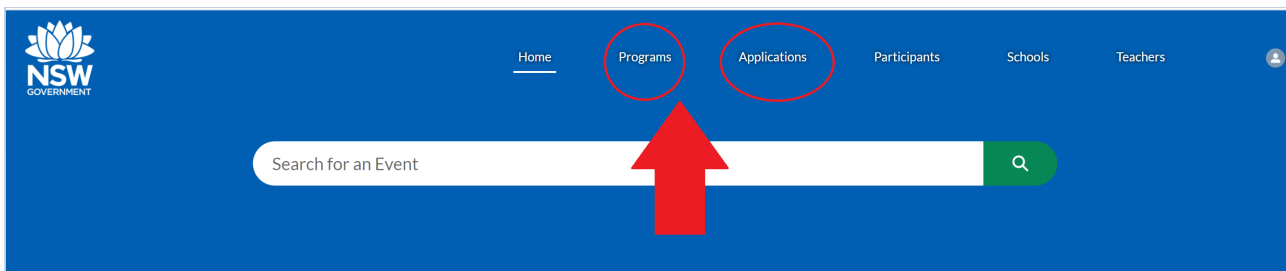 NSW
GOVERNMENT
Home Programs Applications Participants Schools Teachers
Search for an Event